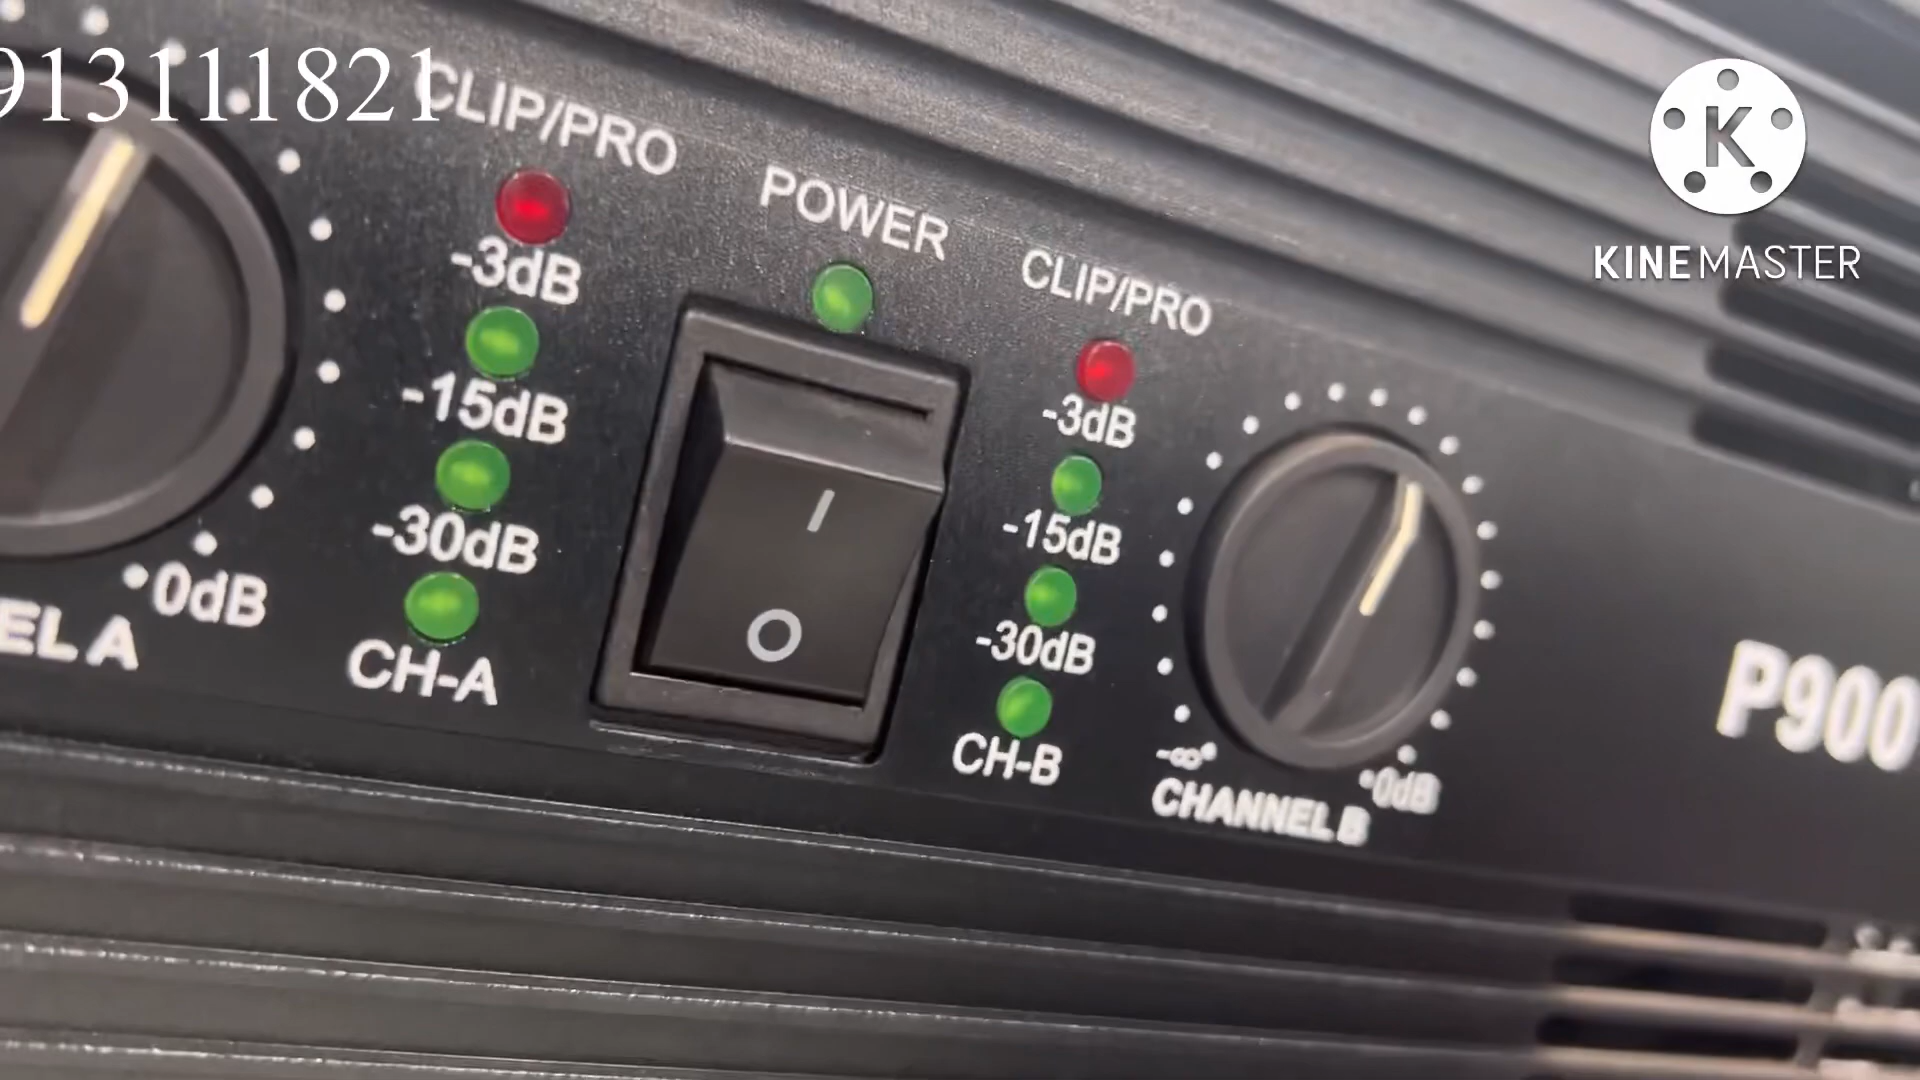 913111821
KINEMASTER
CLIP/PRO
-3dB
-15dB
-30dB
CH-A
0dB
EL A
POWER
I
O
CLIP/PRO
-3dB
-15dB
-30dB
CH-B
-∞
0dB
CHANNEL B
P900